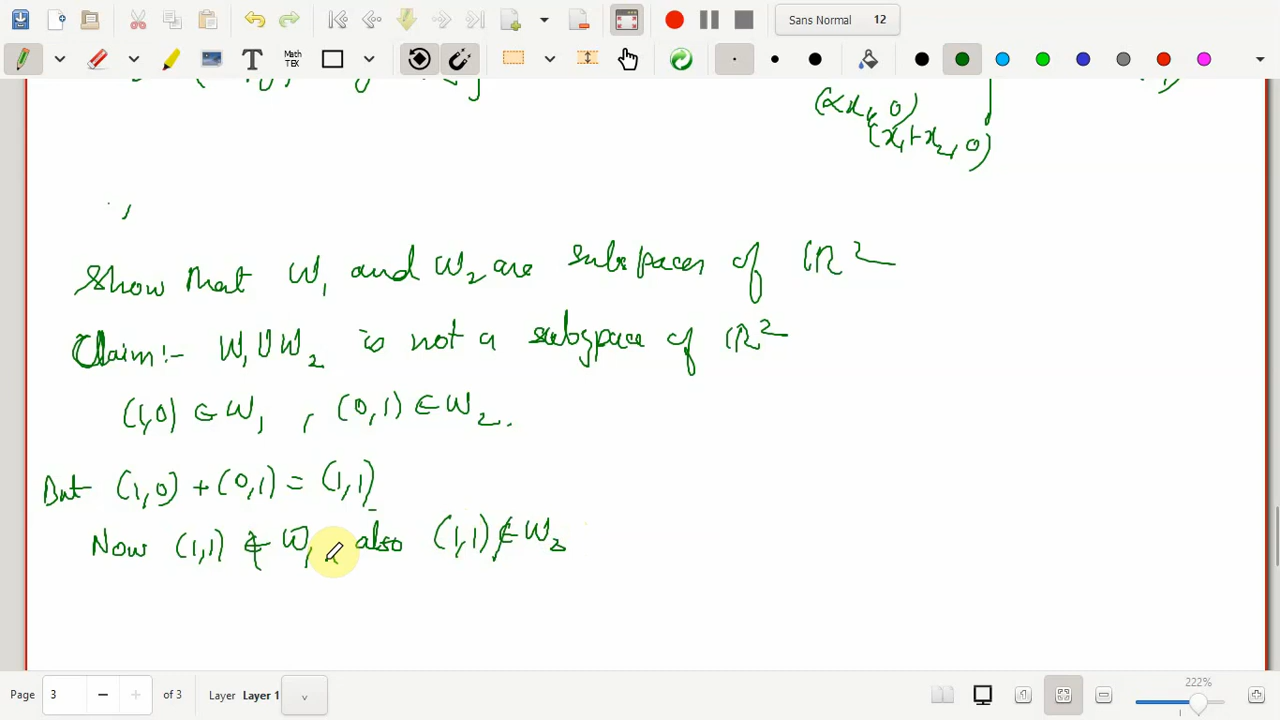 Sans Normal 12
Math TEX
(αx₁, 0)
(x₁+x₂, 0)
Show that W₁ and W₂ are subspaces of ℝ²
Claim:- W₁∪W₂ is not a subspace of ℝ²
(1,0) ∈ W₁ , (0,1) ∈ W₂.
But (1,0) + (0,1) = (1,1)
Now (1,1) ∉ W₁, also (1,1) ∉ W₂
Page 3 of 3 Layer Layer 1 222%